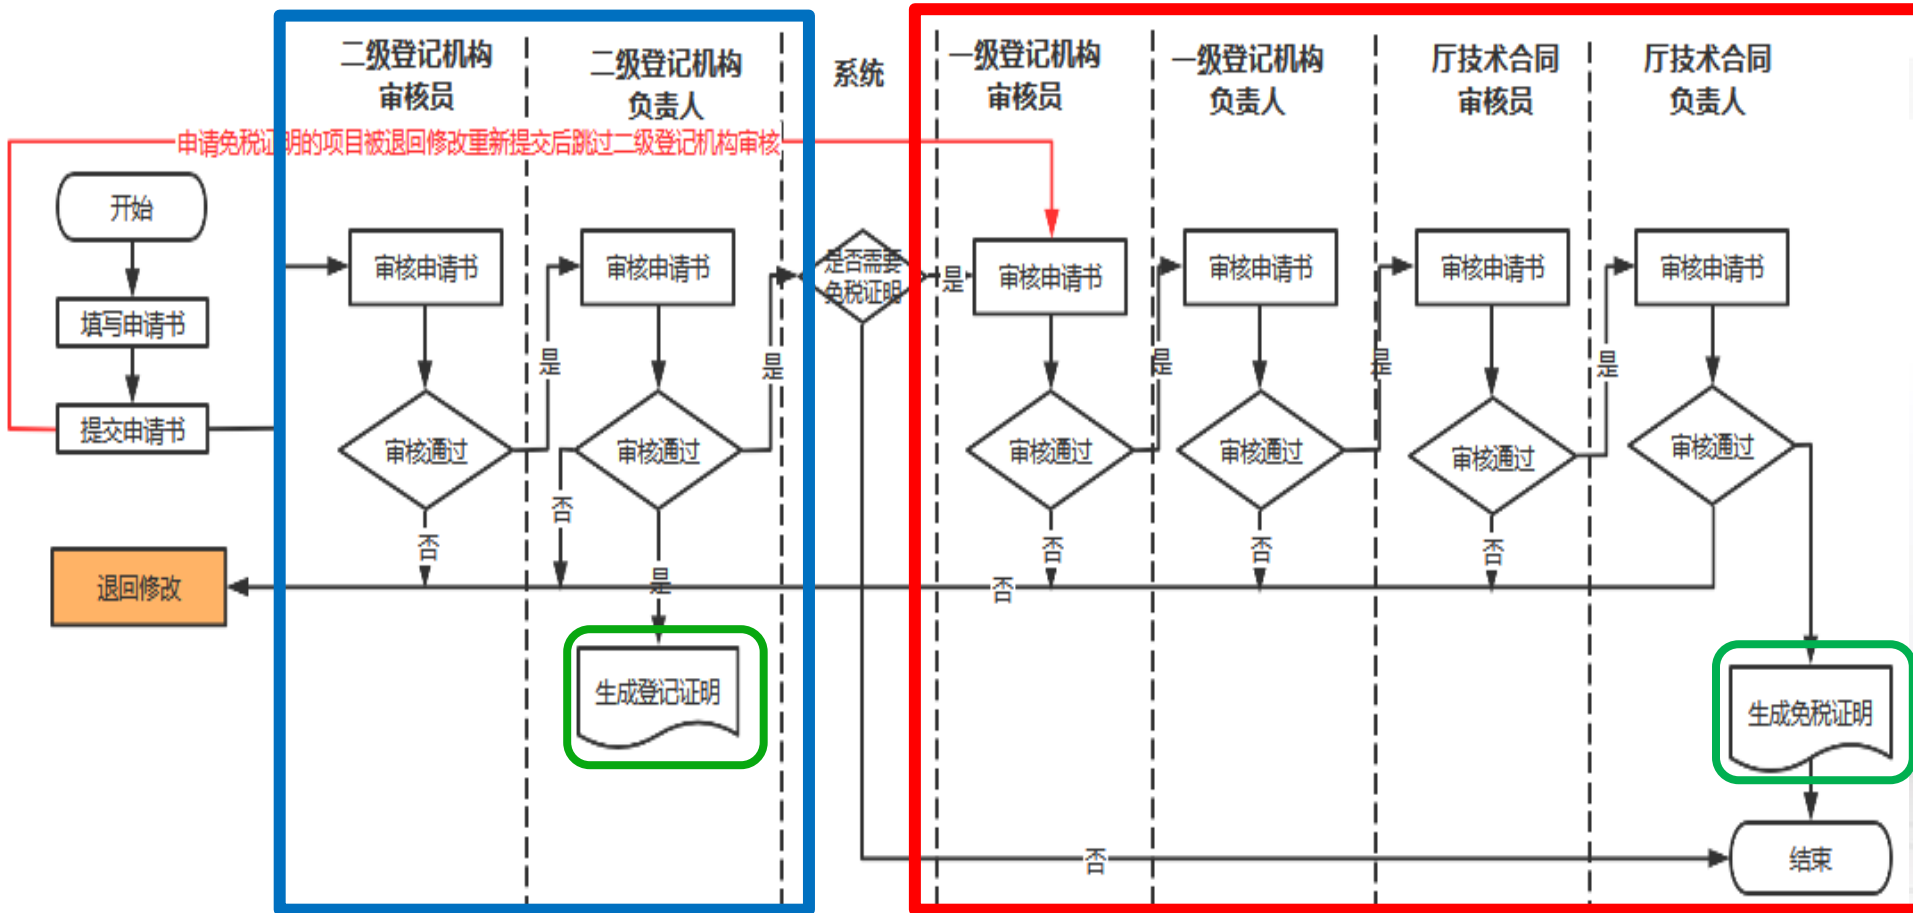 二级登记机构
审核员
二级登记机构
负责人
系统
一级登记机构
审核员
一级登记机构
负责人
厅技术合同
审核员
厅技术合同
负责人
申请免税证明的项目被退回修改重新提交后跳过二级登记机构审核
开始
填写申请书
提交申请书
退回修改
审核申请书
审核通过
是
否
审核申请书
审核通过
是
否
是
生成登记证明
是否需要
免税证明
是
否
审核申请书
审核通过
是
否
否
审核申请书
审核通过
是
否
审核申请书
审核通过
是
否
审核申请书
审核通过
生成免税证明
结束